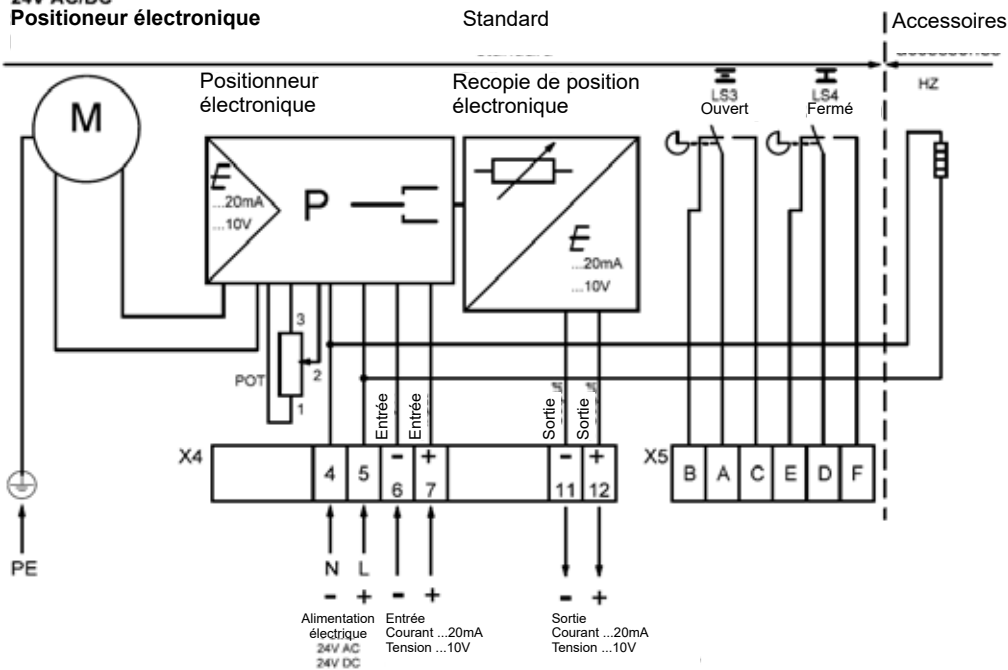 24V AC/DC
Positioneur électronique
Standard
Accessoires
HZ
M
Positionneur
électronique
Recopie de position
électronique
LS3
Ouvert
LS4
Fermé
E
...20mA
...10V
P
E
...20mA
...10V
3
POT
2
1
Entrée
Entrée
Sortie
Sortie
X4
4
5
-
6
+
7
-
11
+
12
X5
B
A
C
E
D
F
PE
N
L
-
+
-
+
-
+
Alimentation
électrique
24V AC
24V DC
Entrée
Courant ...20mA
Tension ...10V
Sortie
Courant ...20mA
Tension ...10V